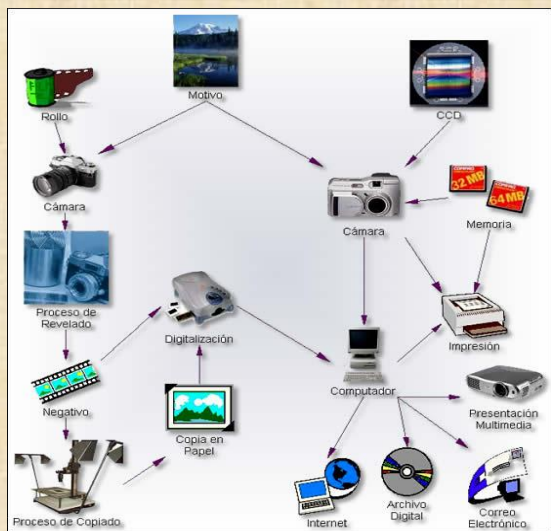 Motivo
CCD
Rollo
Cámara
32 MB
64 MB
Memoria
Cámara
Proceso de
Revelado
Digitalización
Impresión
Computador
Negativo
Copia en
Papel
Presentación
Multimedia
Proceso de Copiado
Internet
Archivo
Digital
Correo
Electrónico